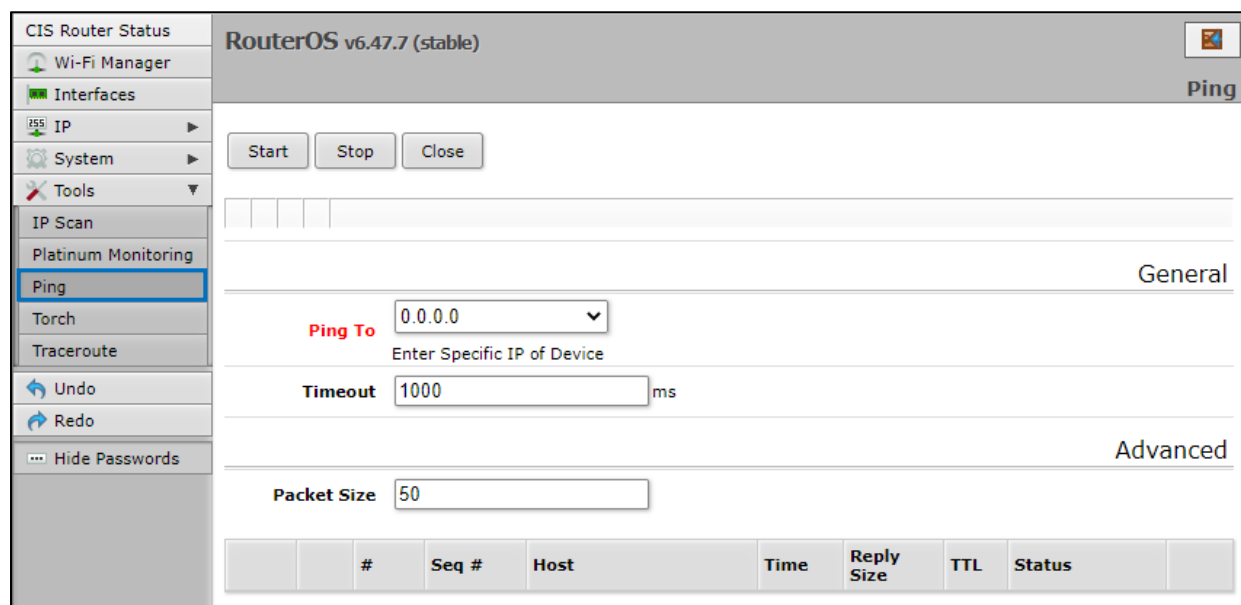 CIS Router Status
Wi-Fi Manager
Interfaces
255 IP
System
Tools
IP Scan
Platinum Monitoring
Ping
Torch
Traceroute
Undo
Redo
Hide Passwords
RouterOS v6.47.7 (stable)
Ping
Start Stop Close
General
Ping To 0.0.0.0
Enter Specific IP of Device
Timeout 1000 ms
Advanced
Packet Size 50
# Seq # Host Time Reply Size TTL Status